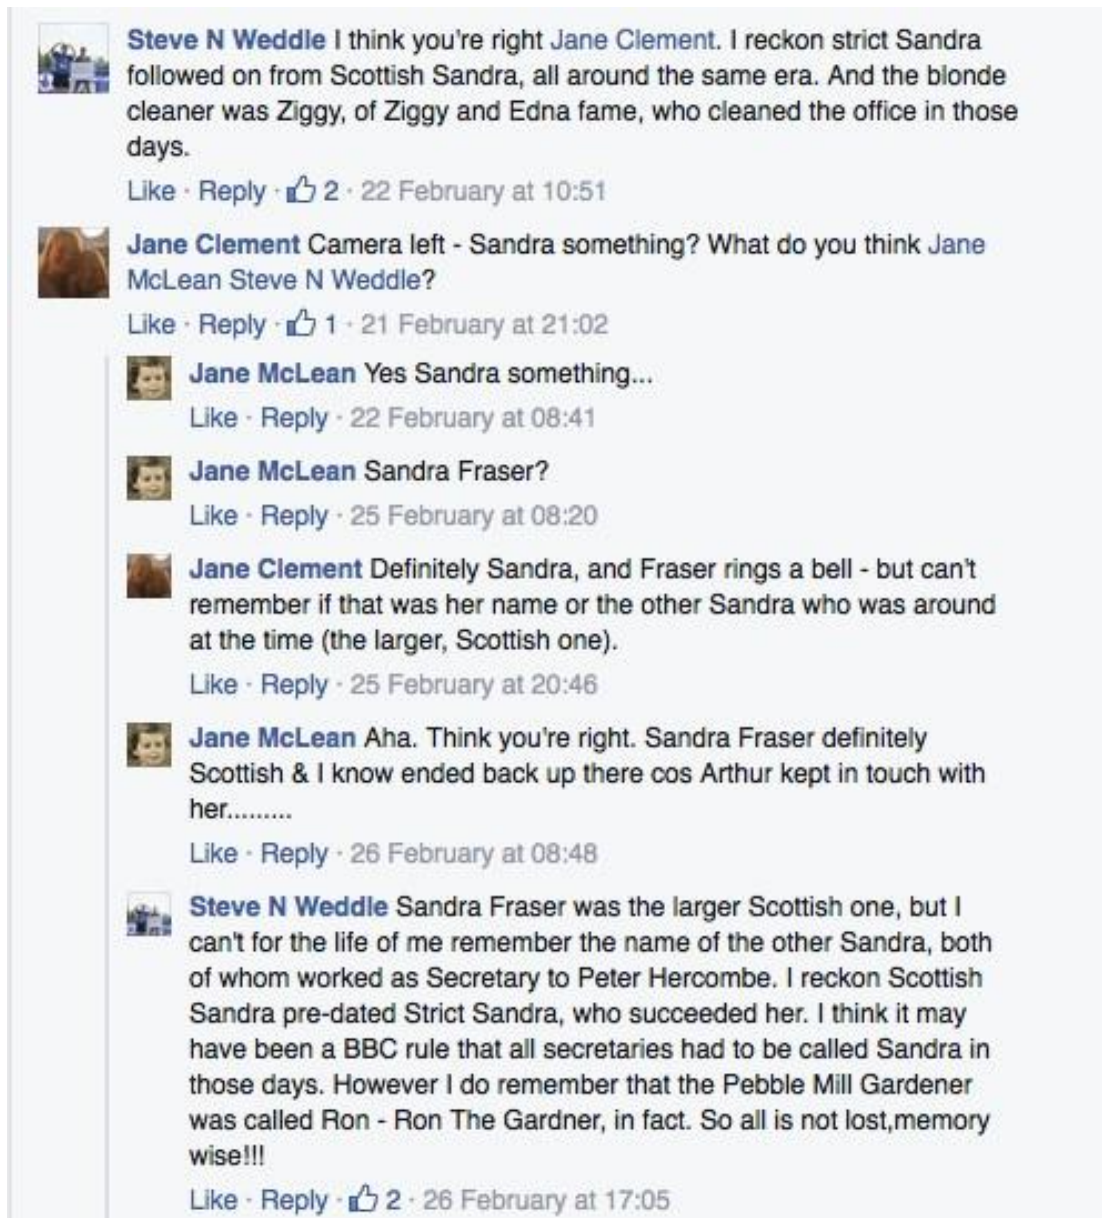 Steve N Weddle I think you're right Jane Clement. I reckon strict Sandra
followed on from Scottish Sandra, all around the same era. And the blonde
cleaner was Ziggy, of Ziggy and Edna fame, who cleaned the office in those
days.
Like · Reply · 2 · 22 February at 10:51
Jane Clement Camera left - Sandra something? What do you think Jane
McLean Steve N Weddle?
Like · Reply · 1 · 21 February at 21:02
Jane McLean Yes Sandra something...
Like · Reply · 22 February at 08:41
Jane McLean Sandra Fraser?
Like · Reply · 25 February at 08:20
Jane Clement Definitely Sandra, and Fraser rings a bell - but can't
remember if that was her name or the other Sandra who was around
at the time (the larger, Scottish one).
Like · Reply · 25 February at 20:46
Jane McLean Aha. Think you're right. Sandra Fraser definitely
Scottish & I know ended back up there cos Arthur kept in touch with
her.........
Like · Reply · 26 February at 08:48
Steve N Weddle Sandra Fraser was the larger Scottish one, but I
can't for the life of me remember the name of the other Sandra, both
of whom worked as Secretary to Peter Hercombe. I reckon Scottish
Sandra pre-dated Strict Sandra, who succeeded her. I think it may
have been a BBC rule that all secretaries had to be called Sandra in
those days. However I do remember that the Pebble Mill Gardener
was called Ron - Ron The Gardner, in fact. So all is not lost,memory
wise!!!
Like · Reply · 2 · 26 February at 17:05